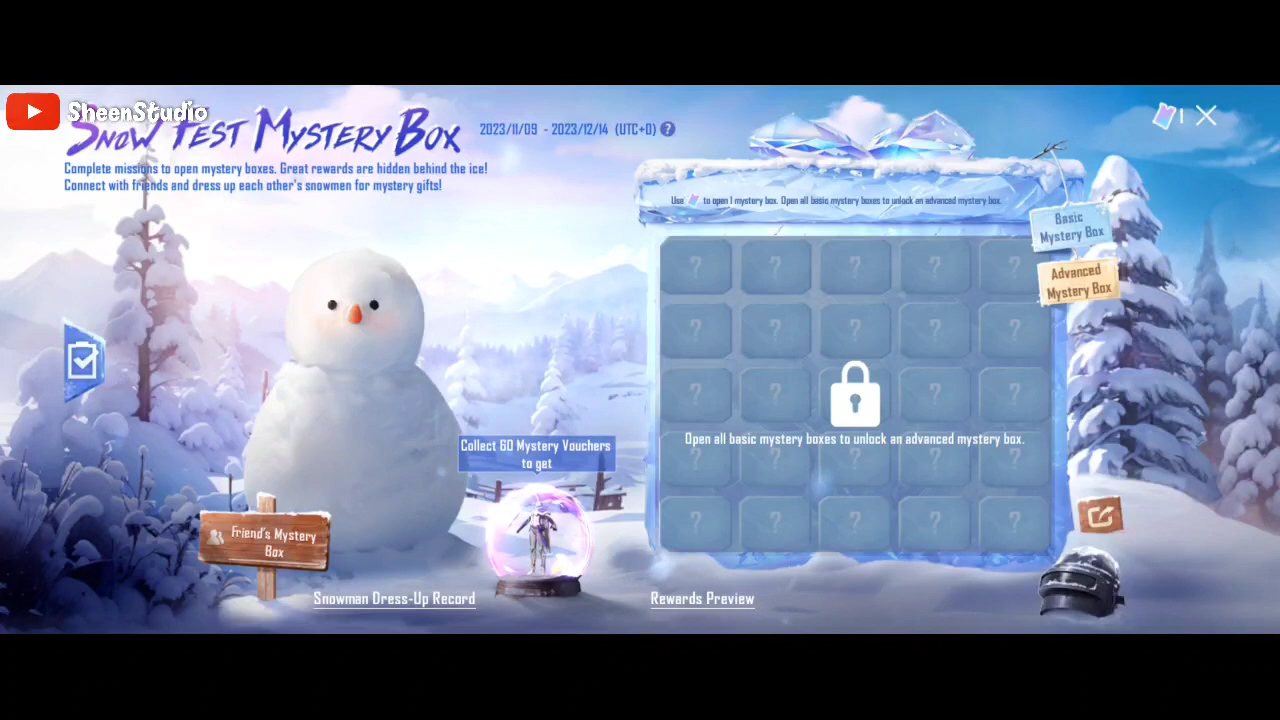 SheenStudio
Snow Fest Mystery Box
2023/11/09 - 2023/12/14 (UTC+0) ?
Complete missions to open mystery boxes. Great rewards are hidden behind the ice!
Connect with friends and dress up each other's snowmen for mystery gifts!
1
Use to open 1 mystery box. Open all basic mystery boxes to unlock an advanced mystery box.
Basic
Mystery Box
Advanced
Mystery Box
? ? ? ? ?
? ? ? ? ?
? ? ? ? ?
Open all basic mystery boxes to unlock an advanced mystery box.
? ? ? ? ?
? ? ? ? ?
Collect 60 Mystery Vouchers
to get
Friend's Mystery
Box
Snowman Dress-Up Record
Rewards Preview